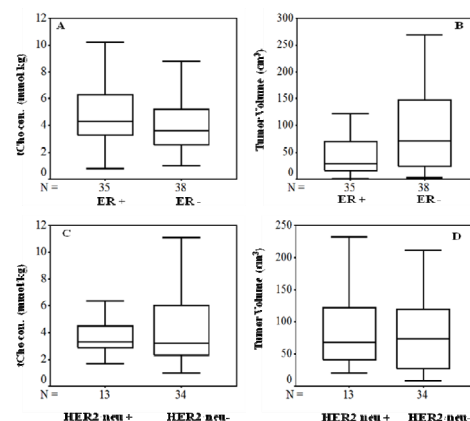 A
tCho con. (mmol/kg)
12
10
8
6
4
2
0
N =
35
38
ER +
ER -
B
Tumor Volume (cm³)
300
250
200
150
100
50
0
N =
35
38
ER +
ER -
C
tCho con. (mmol/kg)
12
10
8
6
4
2
0
N =
13
34
HER2 neu +
HER2 neu-
D
Tumor Volume (cm³)
250
200
150
100
50
0
N =
13
34
HER2 neu +
HER2 neu-